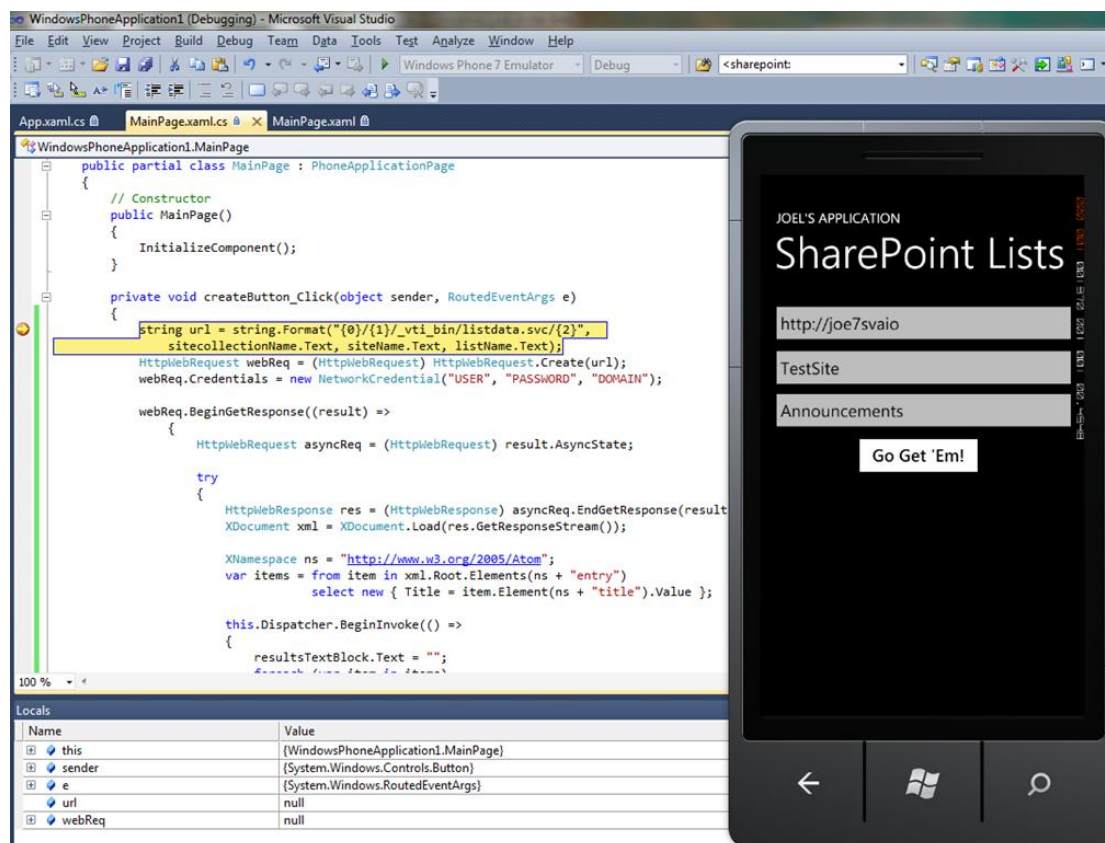 WindowsPhoneApplication1 (Debugging) - Microsoft Visual Studio
File Edit View Project Build Debug Team Data Tools Test Analyze Window Help
Windows Phone 7 Emulator Debug <sharepoint:
App.xaml.cs MainPage.xaml.cs MainPage.xaml
WindowsPhoneApplication1.MainPage
public partial class MainPage : PhoneApplicationPage
{
// Constructor
public MainPage()
{
InitializeComponent();
}
private void createButton_Click(object sender, RoutedEventArgs e)
{
string url = string.Format("{0}/{1}/_vti_bin/listdata.svc/{2}",
sitecollectionName.Text, siteName.Text, listName.Text);
HttpWebRequest webReq = (HttpWebRequest) HttpWebRequest.Create(url);
webReq.Credentials = new NetworkCredential("USER", "PASSWORD", "DOMAIN");
webReq.BeginGetResponse((result) =>
{
HttpWebRequest asyncReq = (HttpWebRequest) result.AsyncState;
try
{
HttpWebResponse res = (HttpWebResponse) asyncReq.EndGetResponse(result
XDocument xml = XDocument.Load(res.GetResponseStream());
XNamespace ns = "http://www.w3.org/2005/Atom";
var items = from item in xml.Root.Elements(ns + "entry")
select new { Title = item.Element(ns + "title").Value };
this.Dispatcher.BeginInvoke(() =>
{
resultsTextBlock.Text = "";
foreach (var item in items)
100 %
Locals
Name Value
this {WindowsPhoneApplication1.MainPage}
sender {System.Windows.Controls.Button}
e {System.Windows.RoutedEventArgs}
url null
webReq null
JOEL'S APPLICATION
SharePoint Lists
http://joe7svaio
TestSite
Announcements
Go Get 'Em!